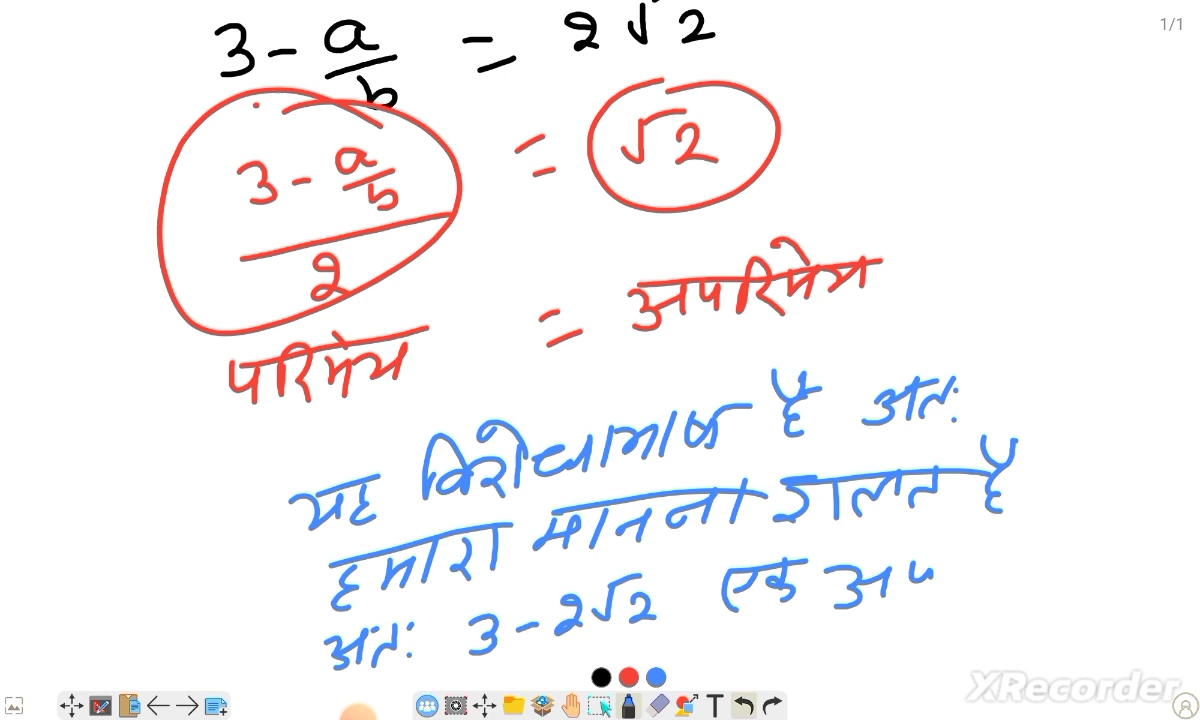 1/1
3 - a/b = 2√2
(3 - a/b)/2 = √2
परिमेय = अपरिमेय
यह विरोधाभाष है अतः
हमारा मानना गलत है
अतः 3 - 2√2 एक अप
XRecorder